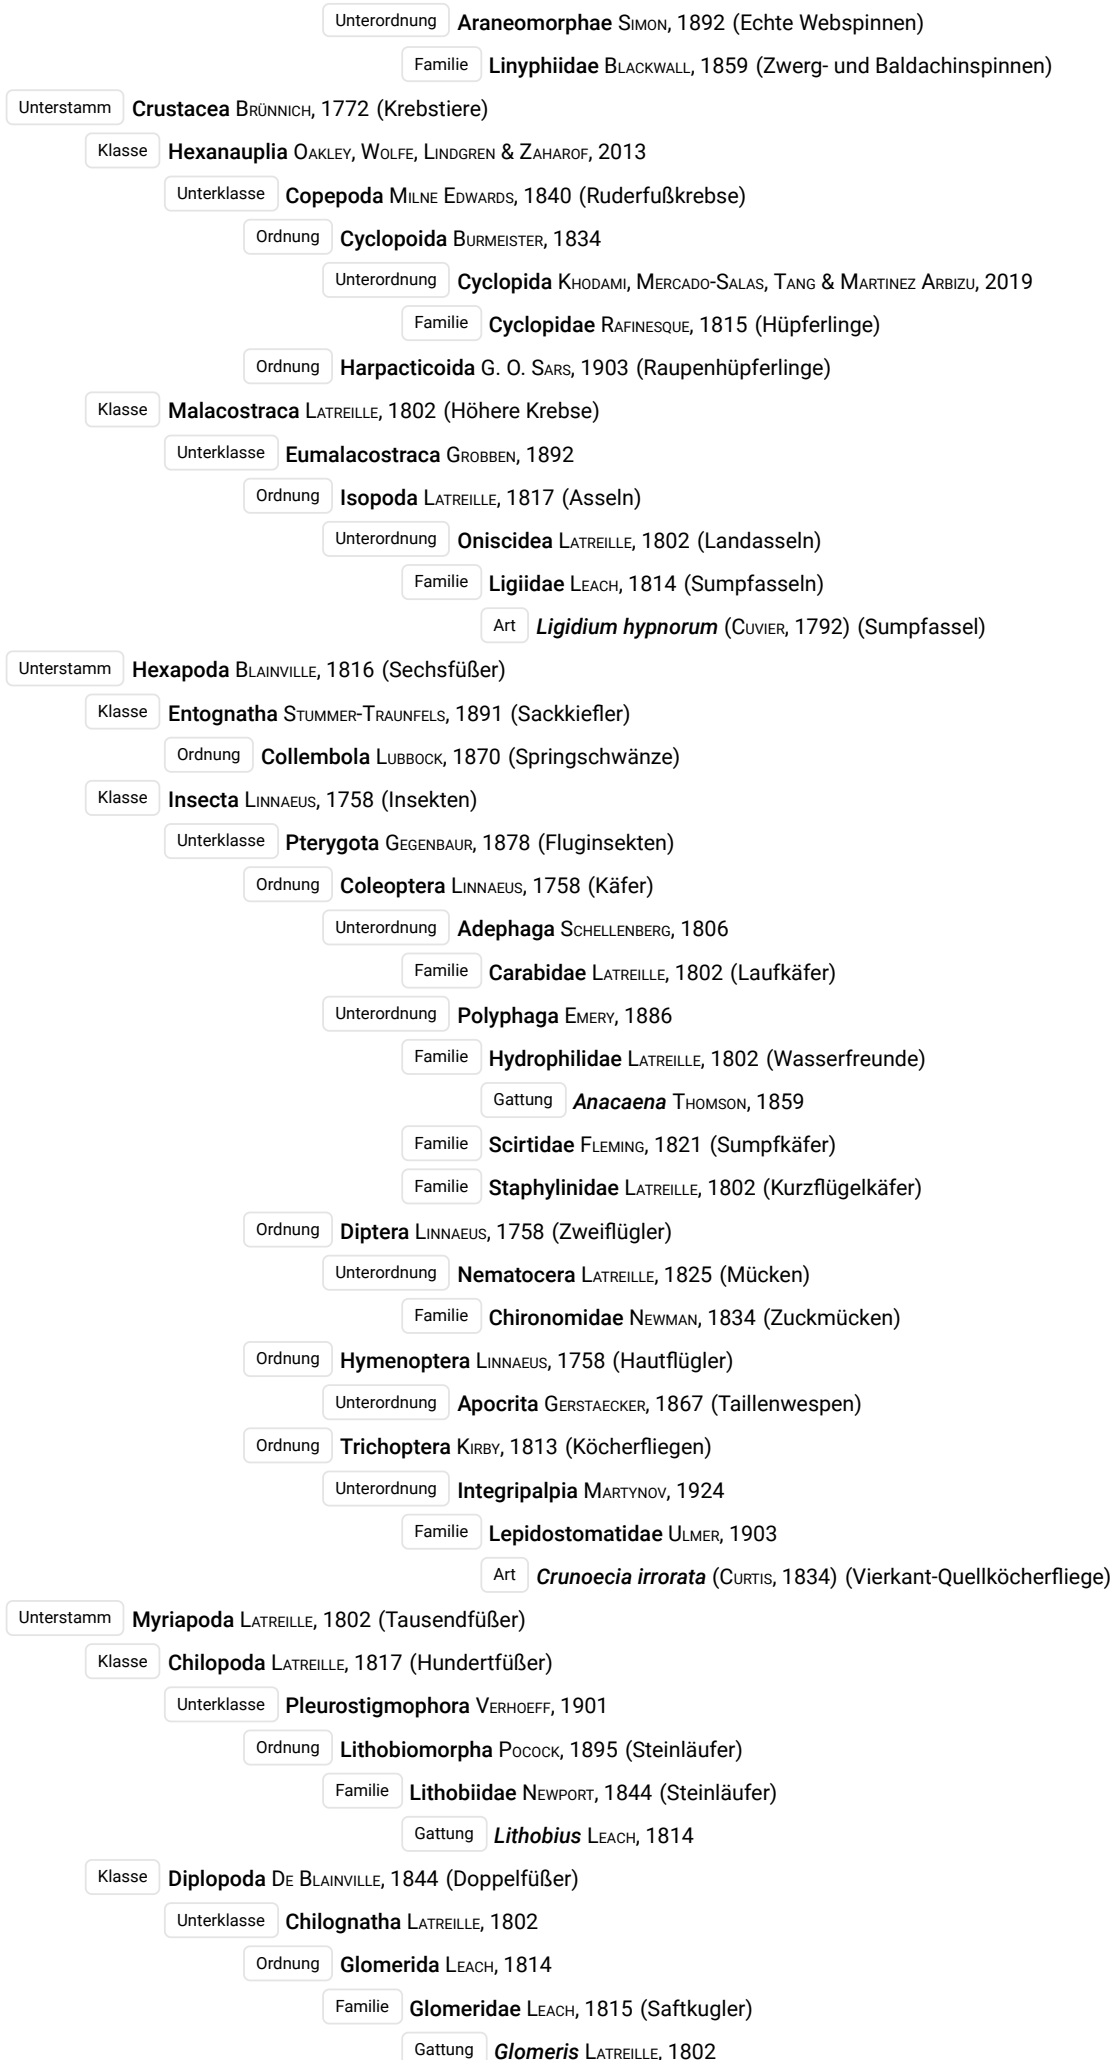 Unterordnung Araneomorphae Simon, 1892 (Echte Webspinnen)
Familie Linyphiidae Blackwall, 1859 (Zwerg- und Baldachinspinnen)
Unterstamm Crustacea Brünnich, 1772 (Krebstiere)
Klasse Hexanauplia Oakley, Wolfe, Lindgren & Zaharof, 2013
Unterklasse Copepoda Milne Edwards, 1840 (Ruderfußkrebse)
Ordnung Cyclopoida Burmeister, 1834
Unterordnung Cyclopida Khodami, Mercado-Salas, Tang & Martinez Arbizu, 2019
Familie Cyclopidae Rafinesque, 1815 (Hüpferlinge)
Ordnung Harpacticoida G. O. Sars, 1903 (Raupenhüpferlinge)
Klasse Malacostraca Latreille, 1802 (Höhere Krebse)
Unterklasse Eumalacostraca Grobben, 1892
Ordnung Isopoda Latreille, 1817 (Asseln)
Unterordnung Oniscidea Latreille, 1802 (Landasseln)
Familie Ligiidae Leach, 1814 (Sumpfasseln)
Art Ligidium hypnorum (Cuvier, 1792) (Sumpfassel)
Unterstamm Hexapoda Blainville, 1816 (Sechsfüßer)
Klasse Entognatha Stummer-Traunfels, 1891 (Sackkiefler)
Ordnung Collembola Lubbock, 1870 (Springschwänze)
Klasse Insecta Linnaeus, 1758 (Insekten)
Unterklasse Pterygota Gegenbaur, 1878 (Fluginsekten)
Ordnung Coleoptera Linnaeus, 1758 (Käfer)
Unterordnung Adephaga Schellenberg, 1806
Familie Carabidae Latreille, 1802 (Laufkäfer)
Unterordnung Polyphaga Emery, 1886
Familie Hydrophilidae Latreille, 1802 (Wasserfreunde)
Gattung Anacaena Thomson, 1859
Familie Scirtidae Fleming, 1821 (Sumpfkäfer)
Familie Staphylinidae Latreille, 1802 (Kurzflügelkäfer)
Ordnung Diptera Linnaeus, 1758 (Zweiflügler)
Unterordnung Nematocera Latreille, 1825 (Mücken)
Familie Chironomidae Newman, 1834 (Zuckmücken)
Ordnung Hymenoptera Linnaeus, 1758 (Hautflügler)
Unterordnung Apocrita Gerstaecker, 1867 (Taillenwespen)
Ordnung Trichoptera Kirby, 1813 (Köcherfliegen)
Unterordnung Integripalpia Martynov, 1924
Familie Lepidostomatidae Ulmer, 1903
Art Crunoecia irrorata (Curtis, 1834) (Vierkant-Quellköcherfliege)
Unterstamm Myriapoda Latreille, 1802 (Tausendfüßer)
Klasse Chilopoda Latreille, 1817 (Hundertfüßer)
Unterklasse Pleurostigmophora Verhoeff, 1901
Ordnung Lithobiomorpha Pocock, 1895 (Steinläufer)
Familie Lithobiidae Newport, 1844 (Steinläufer)
Gattung Lithobius Leach, 1814
Klasse Diplopoda De Blainville, 1844 (Doppelfüßer)
Unterklasse Chilognatha Latreille, 1802
Ordnung Glomerida Leach, 1814
Familie Glomeridae Leach, 1815 (Saftkugler)
Gattung Glomeris Latreille, 1802